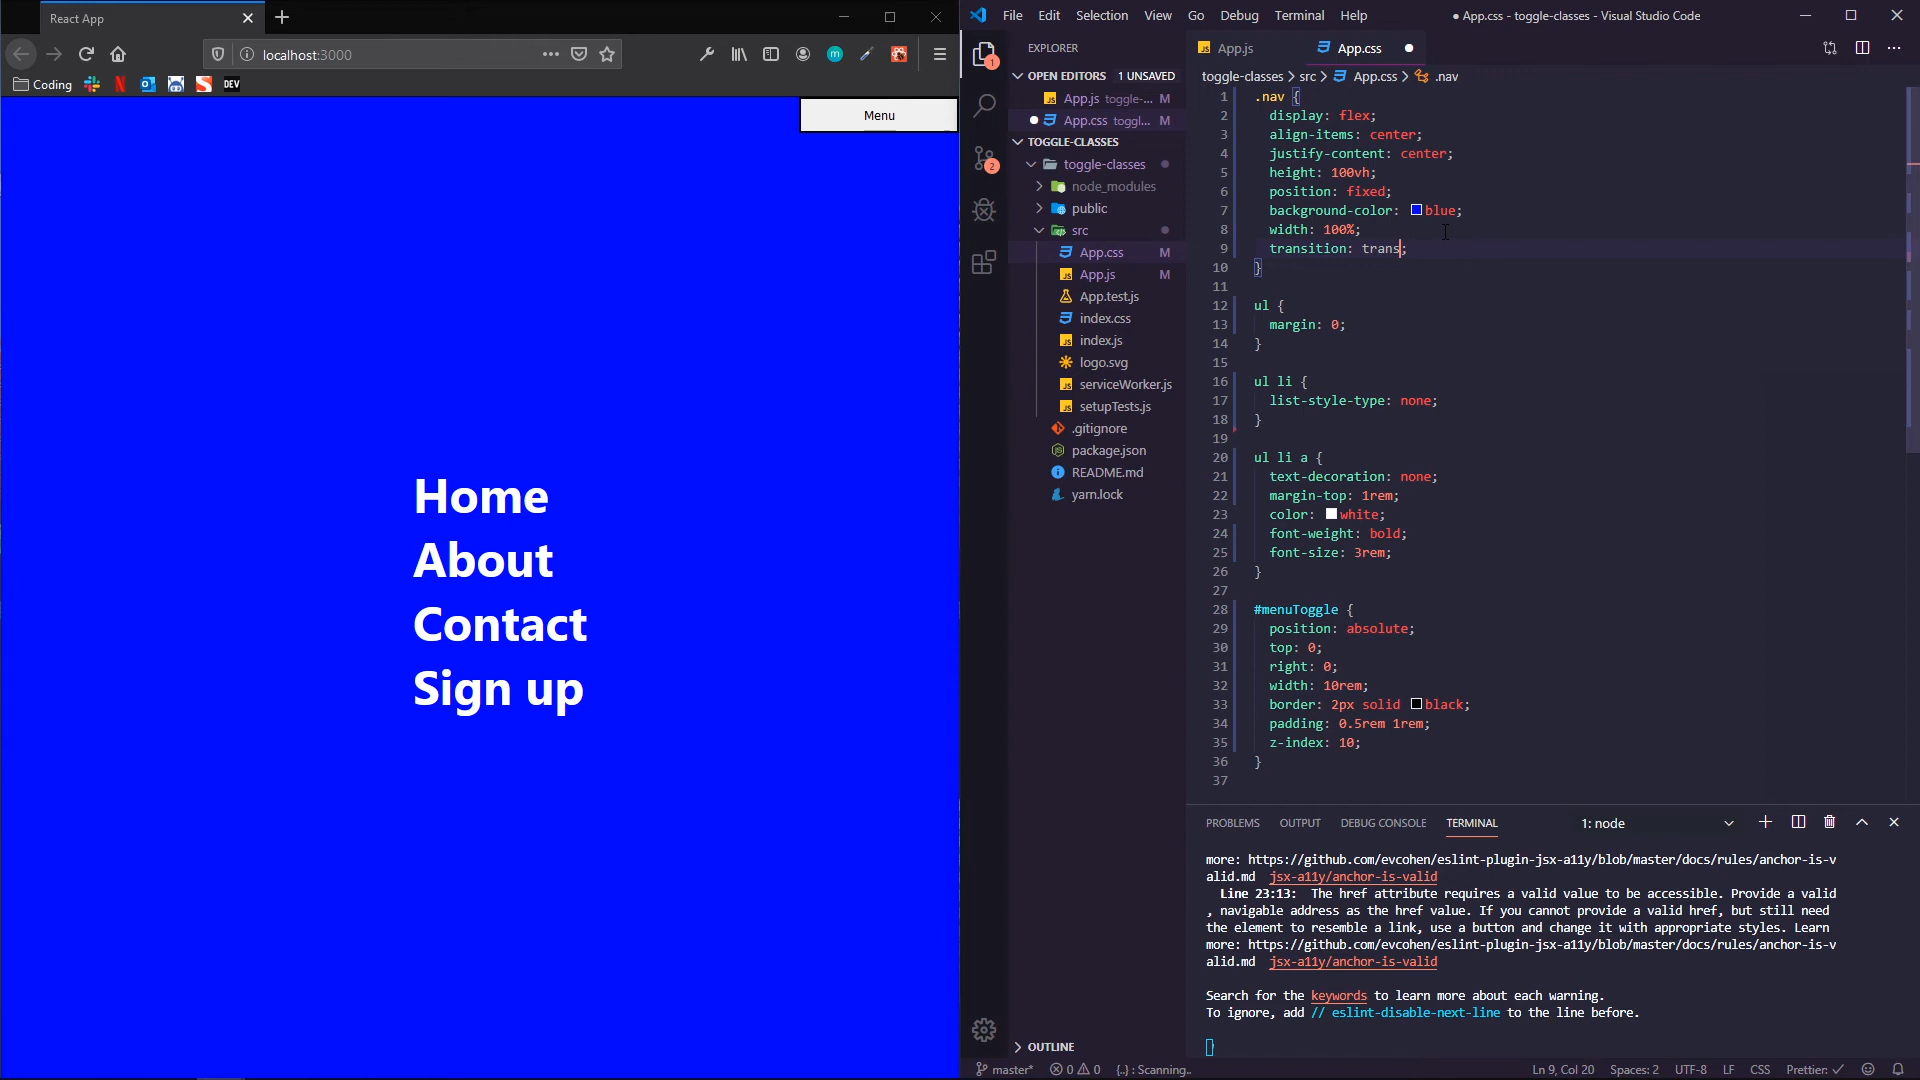 React App
localhost:3000
Coding
DEV
Menu
Home
About
Contact
Sign up
File Edit Selection View Go Debug Terminal Help
● App.css - toggle-classes - Visual Studio Code
EXPLORER
OPEN EDITORS 1 UNSAVED
App.js toggle-... M
App.css toggl... M
TOGGLE-CLASSES
toggle-classes
node_modules
public
src
App.css M
App.js M
App.test.js
index.css
index.js
logo.svg
serviceWorker.js
setupTests.js
.gitignore
package.json
README.md
yarn.lock
OUTLINE
App.js App.css
toggle-classes > src > App.css > .nav
1 .nav {
2 display: flex;
3 align-items: center;
4 justify-content: center;
5 height: 100vh;
6 position: fixed;
7 background-color: blue;
8 width: 100%;
9 transition: trans;
10 }
11
12 ul {
13 margin: 0;
14 }
15
16 ul li {
17 list-style-type: none;
18 }
19
20 ul li a {
21 text-decoration: none;
22 margin-top: 1rem;
23 color: white;
24 font-weight: bold;
25 font-size: 3rem;
26 }
27
28 #menuToggle {
29 position: absolute;
30 top: 0;
31 right: 0;
32 width: 10rem;
33 border: 2px solid black;
34 padding: 0.5rem 1rem;
35 z-index: 10;
36 }
37
PROBLEMS OUTPUT DEBUG CONSOLE TERMINAL 1: node
more: https://github.com/evcohen/eslint-plugin-jsx-a11y/blob/master/docs/rules/anchor-is-v
alid.md jsx-a11y/anchor-is-valid
Line 23:13: The href attribute requires a valid value to be accessible. Provide a valid
, navigable address as the href value. If you cannot provide a valid href, but still need
the element to resemble a link, use a button and change it with appropriate styles. Learn
more: https://github.com/evcohen/eslint-plugin-jsx-a11y/blob/master/docs/rules/anchor-is-v
alid.md jsx-a11y/anchor-is-valid
Search for the keywords to learn more about each warning.
To ignore, add // eslint-disable-next-line to the line before.
master* 0 0 {..} : Scanning.. Ln 9, Col 20 Spaces: 2 UTF-8 LF CSS Prettier: ✓